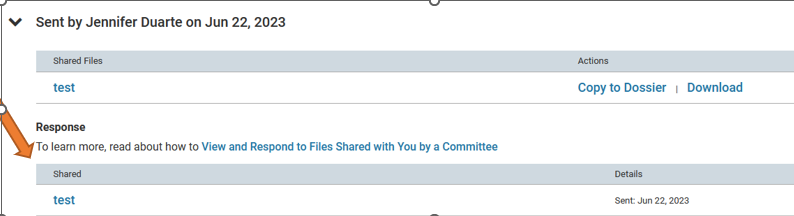 Sent by Jennifer Duarte on Jun 22, 2023
Shared Files Actions
test Copy to Dossier | Download
Response
To learn more, read about how to View and Respond to Files Shared with You by a Committee
Shared Details
test Sent: Jun 22, 2023